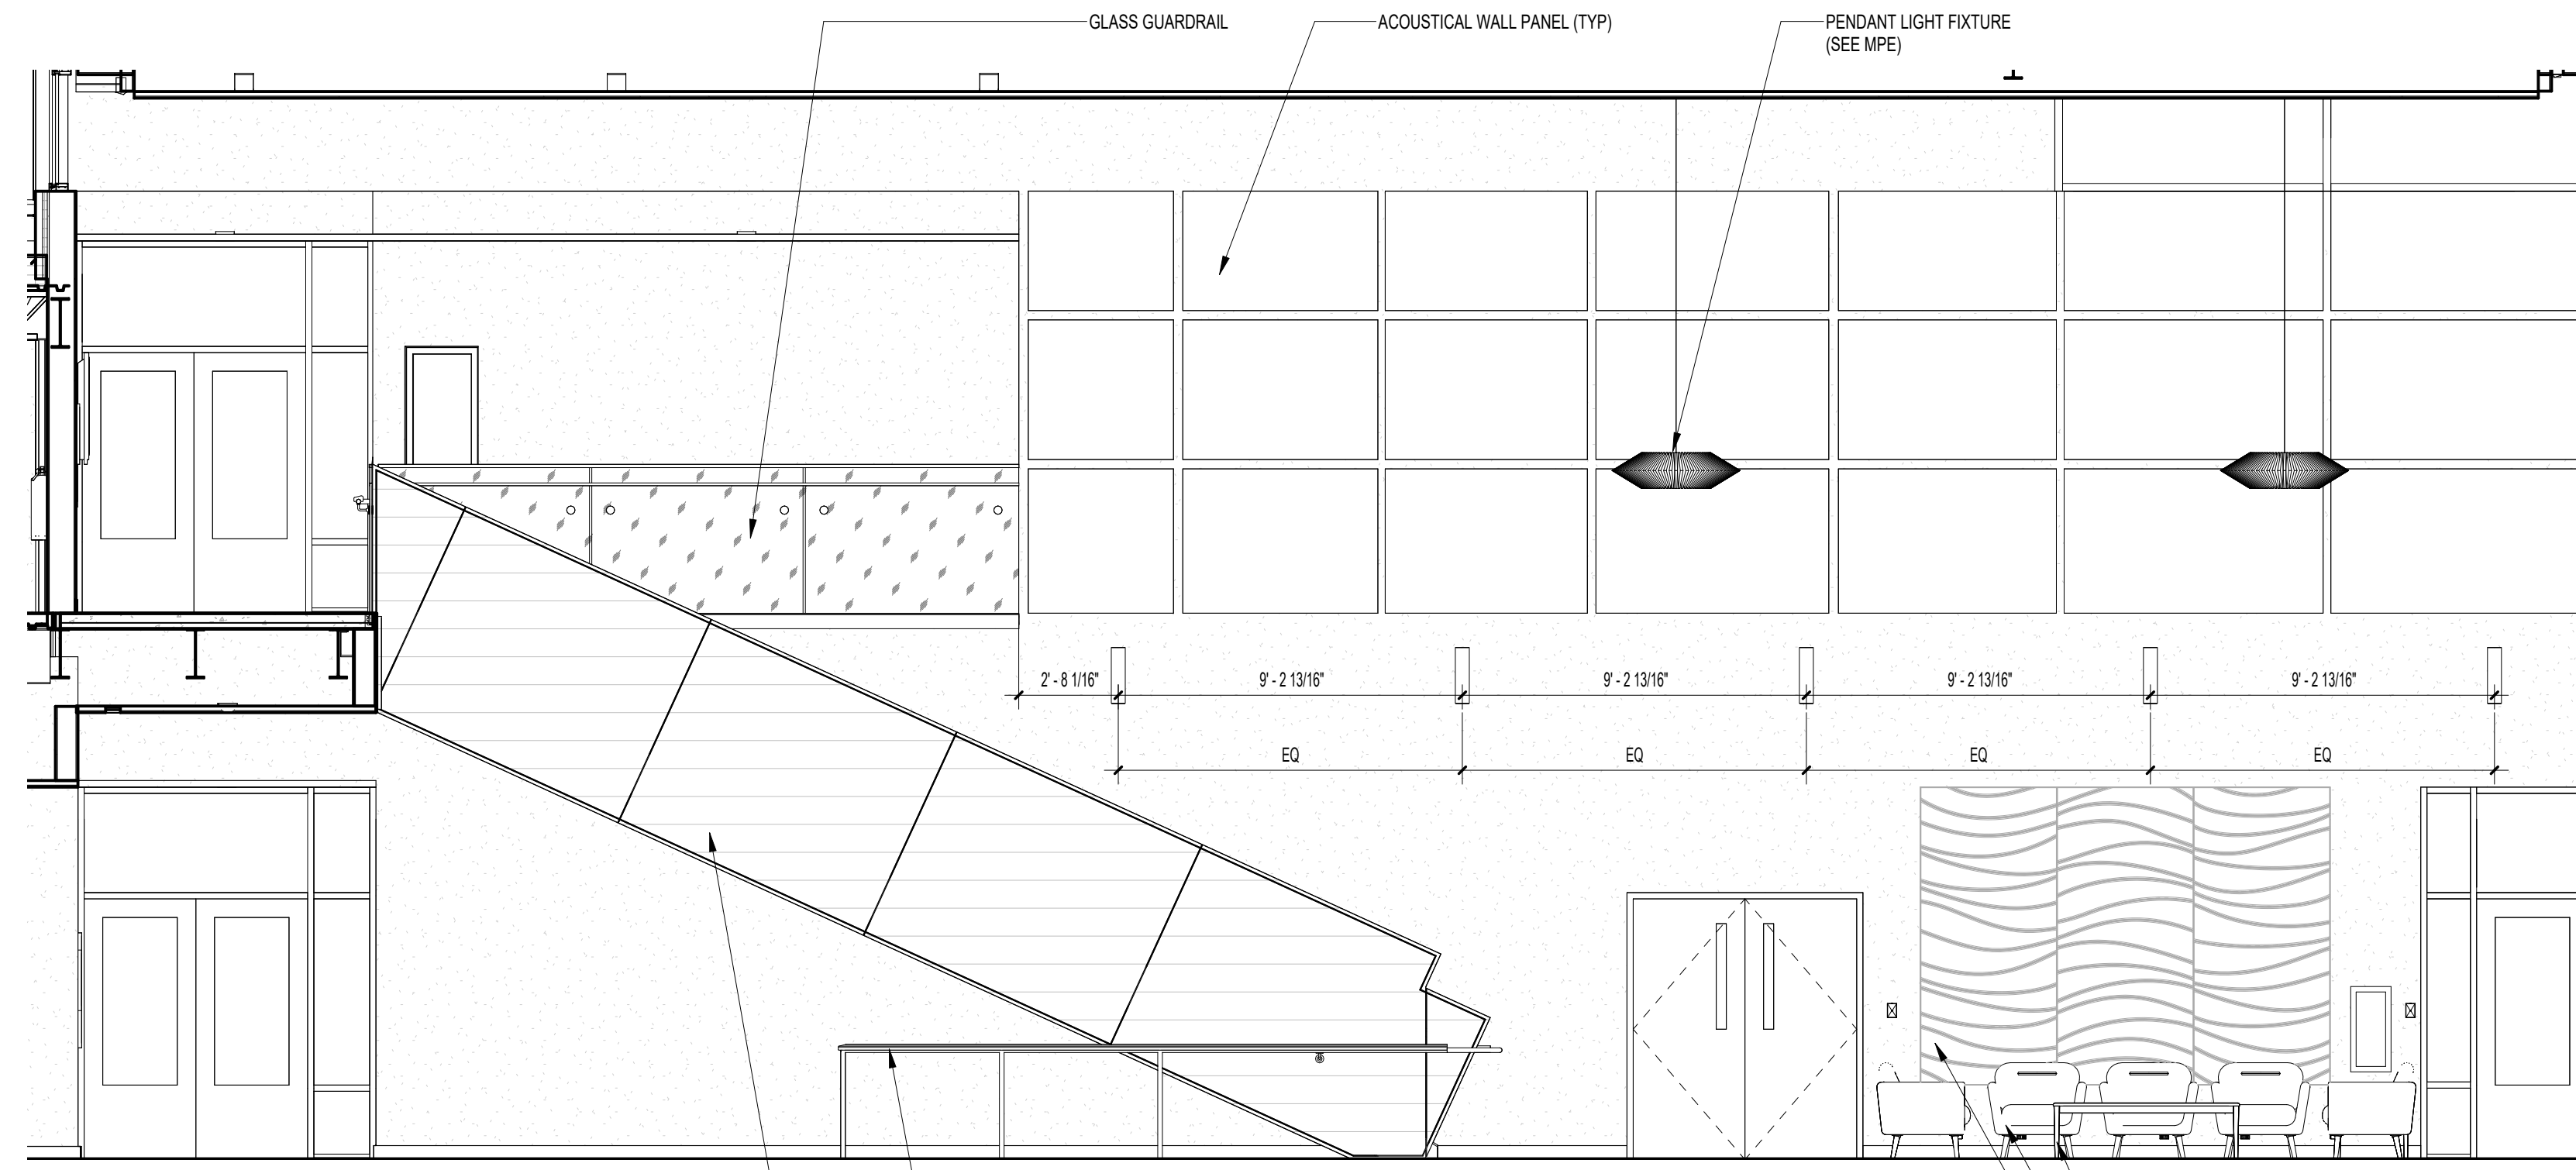 GLASS GUARDRAIL
ACOUSTICAL WALL PANEL (TYP)
PENDANT LIGHT FIXTURE
(SEE MPE)
2' - 8 1/16"
9' - 2 13/16"
9' - 2 13/16"
9' - 2 13/16"
9' - 2 13/16"
EQ
EQ
EQ
EQ